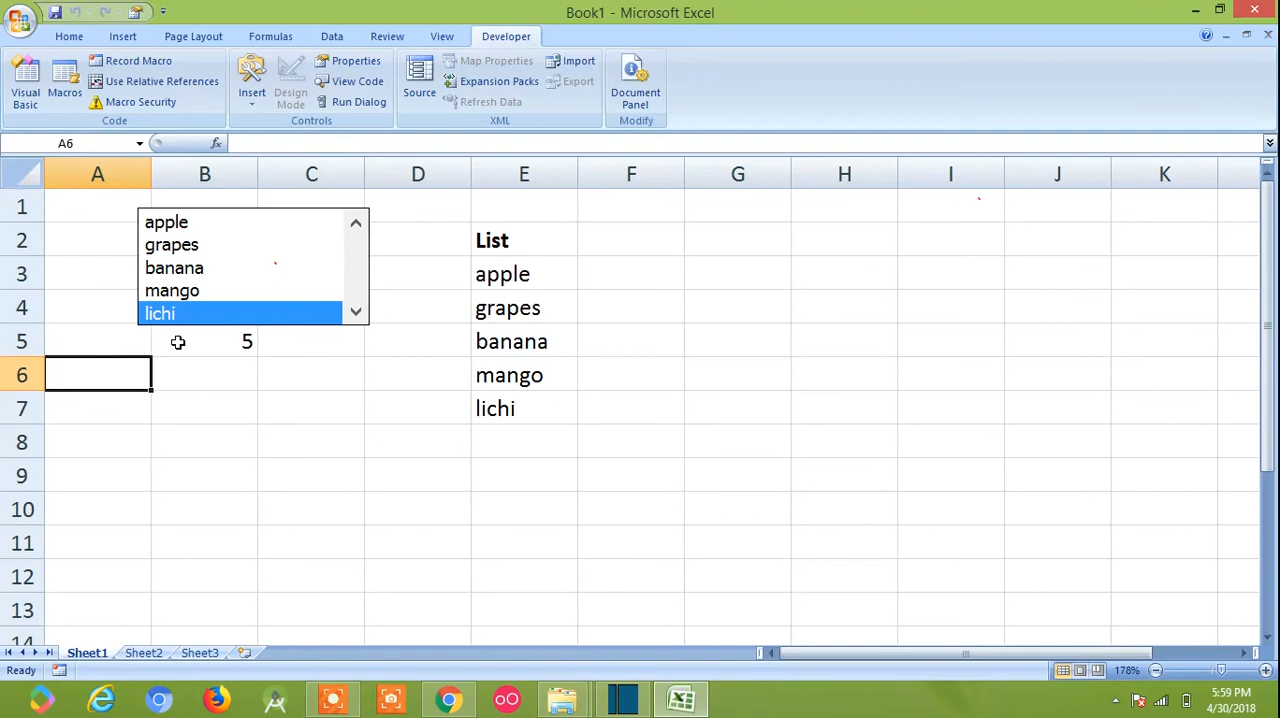 Book1 - Microsoft Excel
Home Insert Page Layout Formulas Data Review View Developer
Visual Basic
Macros
Record Macro
Use Relative References
Macro Security
Code
Insert
Design Mode
Properties
View Code
Run Dialog
Controls
Source
Map Properties
Expansion Packs
Refresh Data
Import
Export
XML
Document Panel
Modify
A6 fx
A B C D E F G H I J K
1
2 List
3 apple
4 grapes
5 5 banana
6 mango
7 lichi
8
9
10
11
12
13
14
apple
grapes
banana
mango
lichi
Sheet1 Sheet2 Sheet3
Ready 178%
5:59 PM
4/30/2018